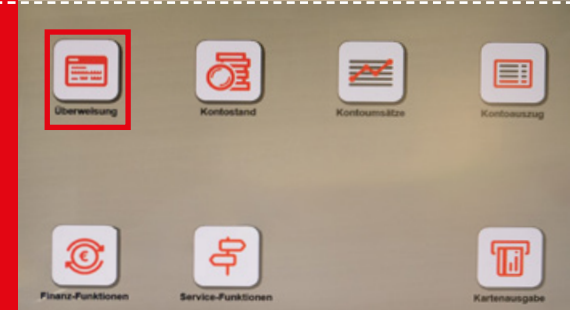 Überweisung Kontostand Kontoumsätze Kontoauszug
Finanz-Funktionen Service-Funktionen Kartenausgabe